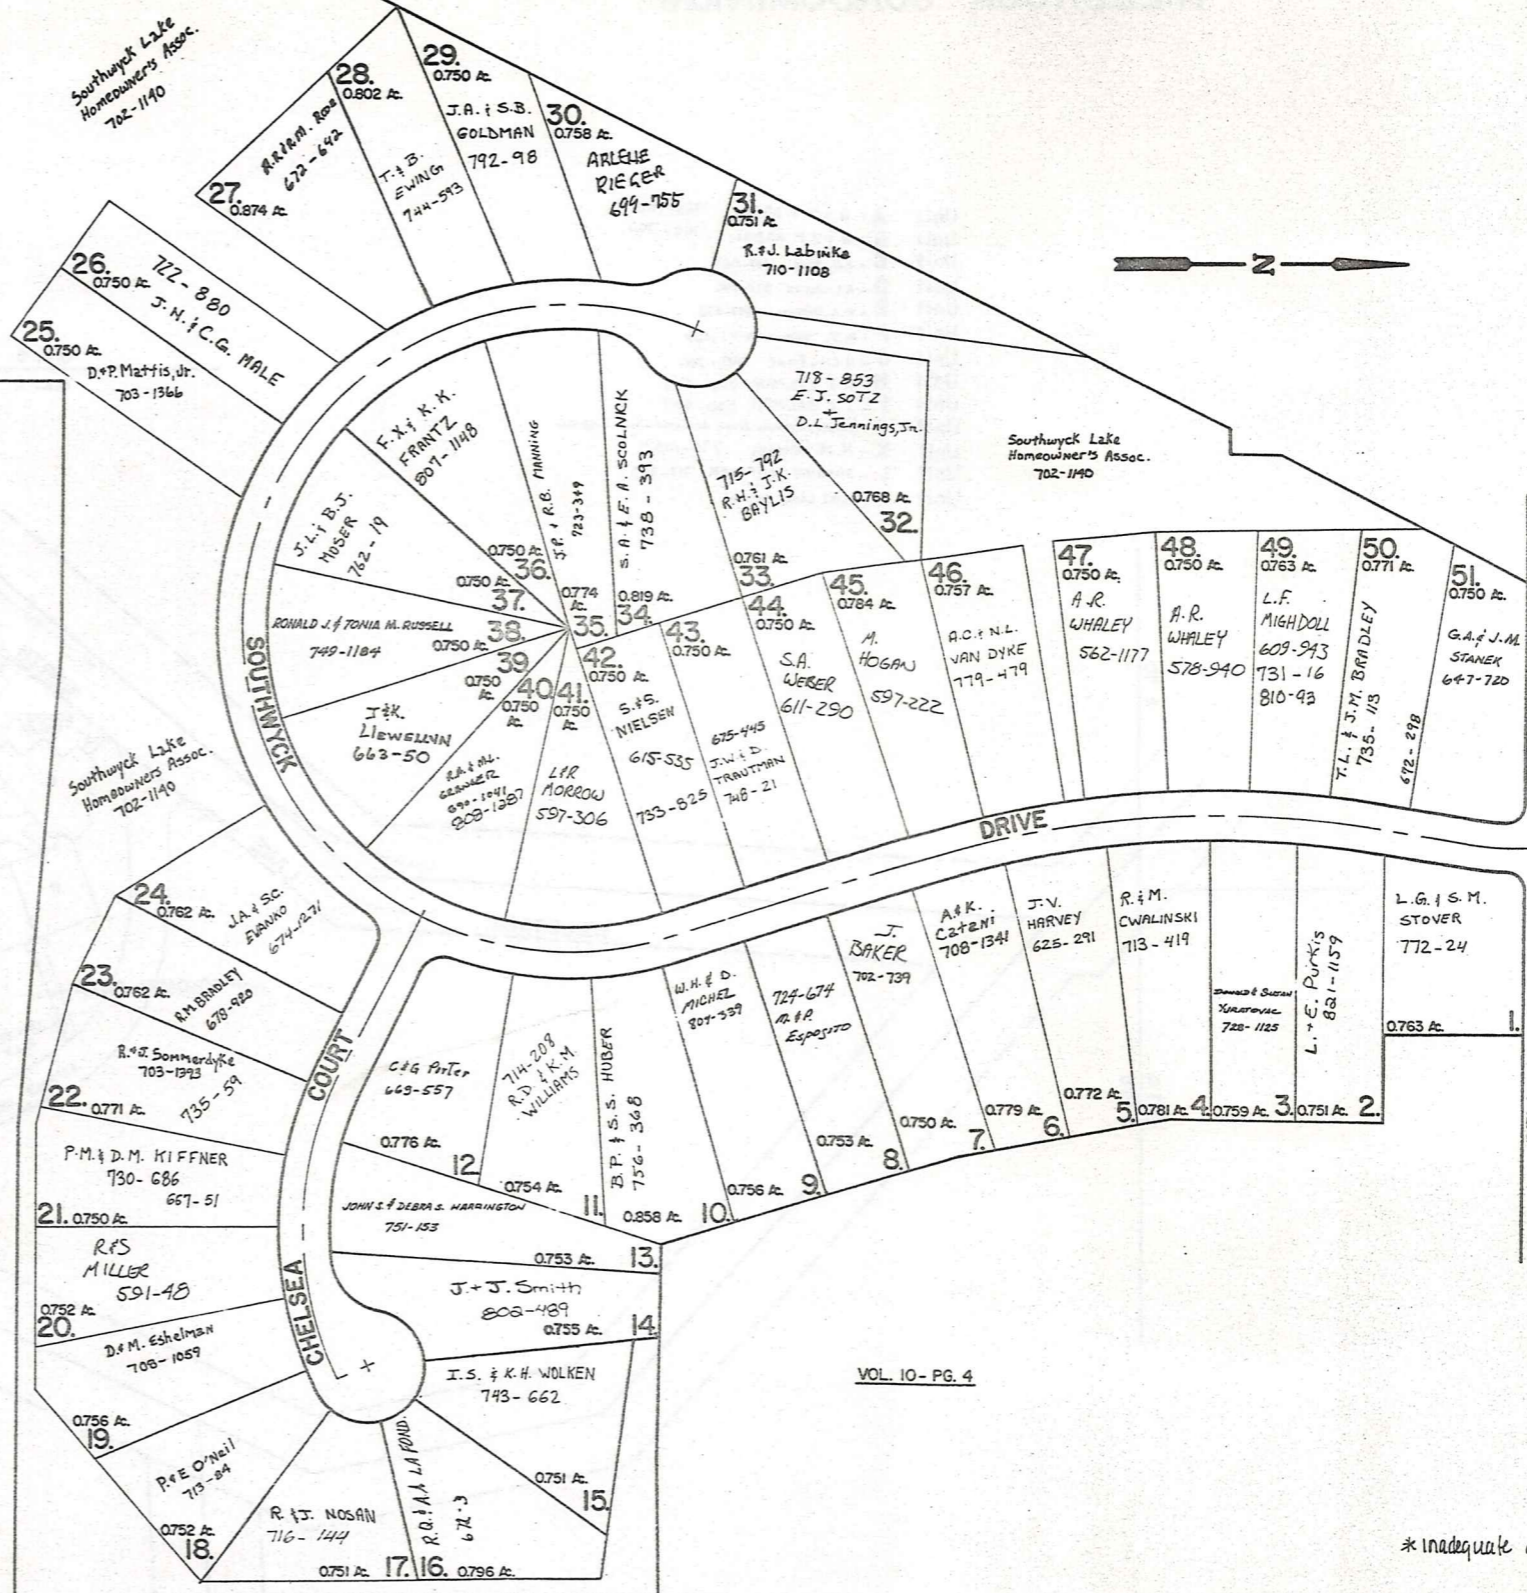 Southwyck Lake
Homeowner's Assoc.
702-1140
29.
0.750 Ac.
J.A. & S.B.
GOLDMAN
792-98
28.
0.802 Ac.
T. & B.
EWING
744-593
30.
0.758 Ac.
ARLENE
RIEGER
699-755
27.
0.874 Ac.
672-642
31.
0.751 Ac.
R.&J. Labinke
710-1108
N
26.
0.750 Ac.
722-880
J.N. & C.G. MALE
25.
0.750 Ac.
D.&P. Mattis, Jr.
703-1366
718-853
E.J. SOTZ
+
D.L. Jennings, Jr.
0.768 Ac.
32.
Southwyck Lake
Homeowner's Assoc.
702-1140
F.X. & K.K.
FRANTZ
807-1148
0.750 Ac.
36.
J.P. & R.B. MANNING
723-349
0.774
Ac.
35.
S.A. & E.A. SCOLNICK
738-393
0.819 Ac.
34.
715-792
R.H. & J.K.
BAYLIS
0.761 Ac.
33.
J.L. & B.J.
MOSER
762-19
0.750 Ac.
37.
RONALD J. & TONIA M. RUSSELL
749-1184
0.750 Ac.
38.
J&K.
Llewellyn
663-50
39
0.750
Ac.
R.A. & M.L.
GRANGER
690-1041
808-1287
40
0.750
Ac.
41.
0.750
Ac.
L&R
MORROW
597-306
42.
0.750 Ac.
S.&S.
NIELSEN
615-535
733-825
43.
0.750 Ac.
675-445
J.W. & D.
TRAUTMAN
748-21
44.
0.750 Ac.
S.A.
WEBER
611-290
45.
0.784 Ac.
M.
HOGAN
597-222
46.
0.757 Ac.
A.C. & N.L.
VAN DYKE
779-479
47.
0.750 Ac.
A.R.
WHALEY
562-1177
48.
0.750 Ac.
A.R.
WHALEY
578-940
49.
0.763 Ac.
L.F.
MIGHDOLL
609-943
731-16
810-93
50.
0.771 Ac.
T.L. & J.M. BRADLEY
735-113
672-298
51.
0.750 Ac.
G.A. & J.M.
STANEK
647-720
SOUTHWYCK
DRIVE
Southwyck Lake
Homeowners Assoc.
702-1140
24.
0.762 Ac.
J.A. & S.C.
EVANKO
674-1271
23.
0.762 Ac.
R.M. BRADLEY
678-920
R.&J. Sommerdyke
703-1393
735-59
22.
0.771 Ac.
P.M. & D.M. KIFFNER
730-686
667-51
21.
0.750 Ac.
R&S
MILLER
591-48
0.752 Ac.
20.
D.&M. Eshelman
708-1059
0.756 Ac.
19.
P.&E O'Neil
713-84
0.752 Ac.
18.
R. & J. NOSAN
716-144
0.751 Ac.
17.
R.Q. & A.A. LAFOND.
672-3
16.
0.796 Ac.
COURT
CHELSEA
C&G Porter
669-557
0.776 Ac.
12.
714-208
R.D. & K.M.
WILLIAMS
0.754 Ac.
11.
B.P. & S.S. HUBER
756-368
0.858 Ac.
10.
W.H. & D.
MICHEL
807-339
0.756 Ac.
9.
724-674
M.&P.
Esposito
0.753 Ac.
8.
J.
BAKER
702-739
0.750 Ac.
7.
A.&K.
Catani
708-1341
0.779 Ac.
6.
J.V.
HARVEY
625-291
0.772 Ac.
5.
R. & M.
CWALINSKI
713-419
0.781 Ac.
4.
728-1125
0.759 Ac.
3.
L. + E. Purkis
821-1159
0.751 Ac.
2.
L.G. & S.M.
STOVER
772-24
0.763 Ac.
1.
JOHN S. & DEBRA S. HARRINGTON
751-153
0.753 Ac.
13.
J. + J. Smith
802-489
0.755 Ac.
14.
I.S. & K.H. WOLKEN
743-662
0.751 Ac.
15.
VOL. 10 - PG. 4
* inadequate